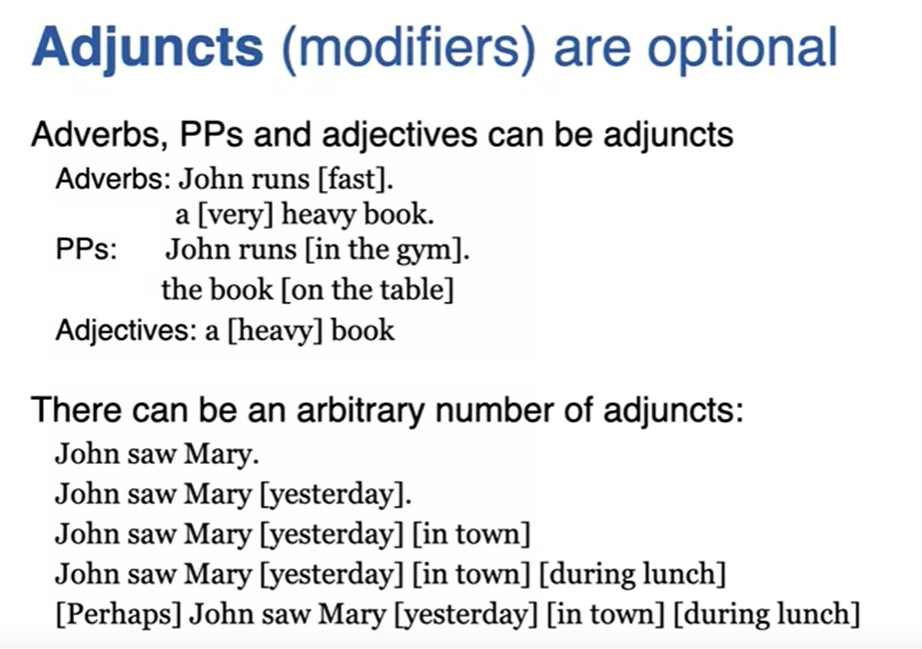 Adjuncts (modifiers) are optional
Adverbs, PPs and adjectives can be adjuncts
Adverbs: John runs [fast].
a [very] heavy book.
PPs: John runs [in the gym].
the book [on the table]
Adjectives: a [heavy] book
There can be an arbitrary number of adjuncts:
John saw Mary.
John saw Mary [yesterday].
John saw Mary [yesterday] [in town]
John saw Mary [yesterday] [in town] [during lunch]
[Perhaps] John saw Mary [yesterday] [in town] [during lunch]